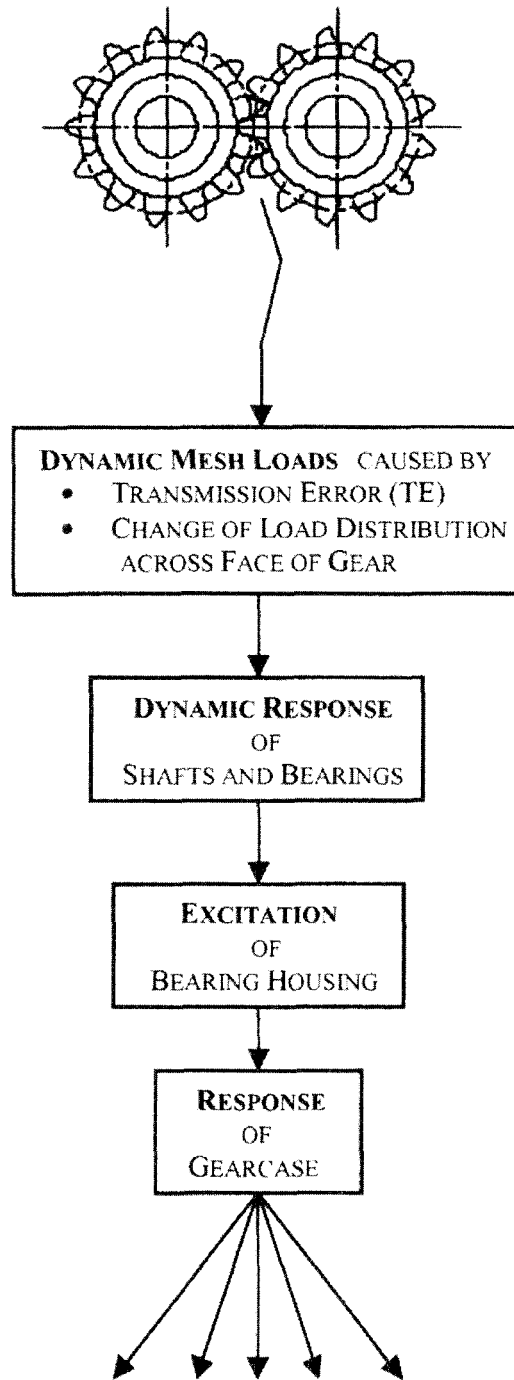 DYNAMIC MESH LOADS CAUSED BY
• TRANSMISSION ERROR (TE)
• CHANGE OF LOAD DISTRIBUTION
ACROSS FACE OF GEAR
DYNAMIC RESPONSE
OF
SHAFTS AND BEARINGS
EXCITATION
OF
BEARING HOUSING
RESPONSE
OF
GEARCASE